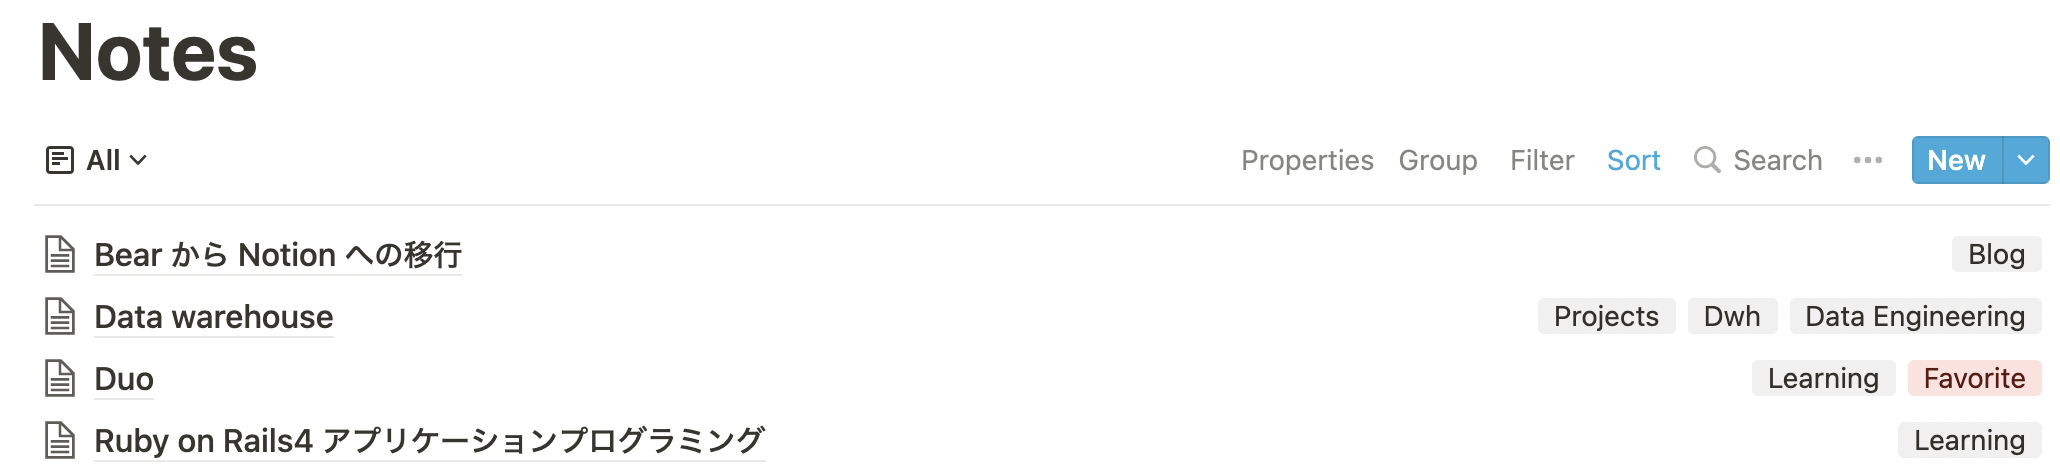 Notes
All Properties Group Filter Sort Search New
Bear から Notion への移行 Blog
Data warehouse Projects Dwh Data Engineering
Duo Learning Favorite
Ruby on Rails4 アプリケーションプログラミング Learning